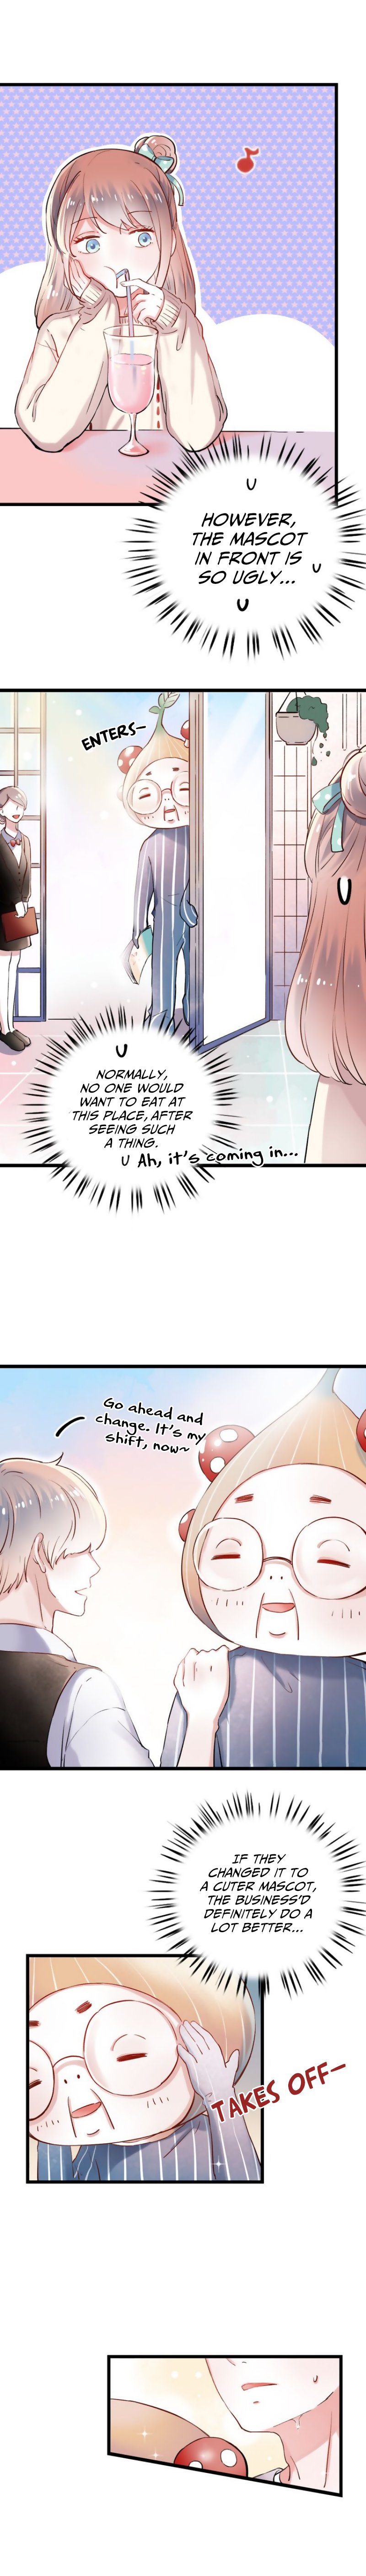 HOWEVER,
THE MASCOT
IN FRONT IS
SO UGLY...
ENTERS—
NORMALLY,
NO ONE WOULD
WANT TO EAT AT
THIS PLACE, AFTER
SEEING SUCH
A THING.
Ah, it's coming in...
Go ahead and
change. It's my
shift, now~
IF THEY
CHANGED IT TO
A CUTER MASCOT,
THE BUSINESS'D
DEFINITELY DO A
LOT BETTER...
TAKES OFF—